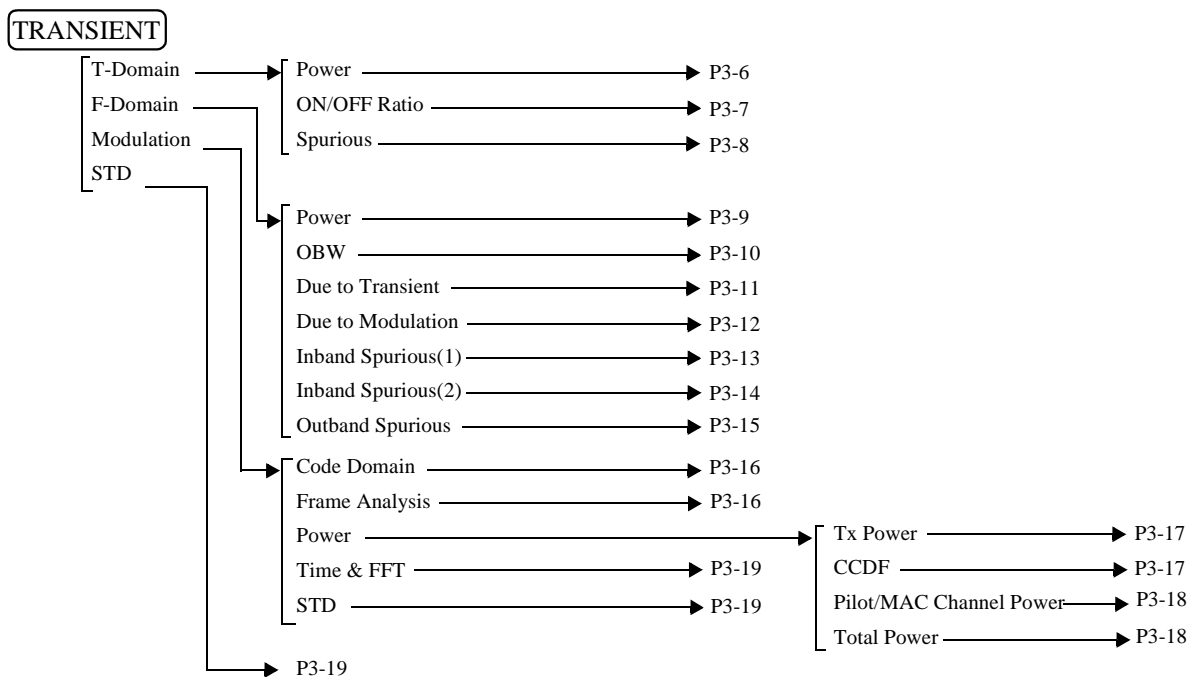 TRANSIENT
T-Domain
F-Domain
Modulation
STD
Power P3-6
ON/OFF Ratio P3-7
Spurious P3-8
Power P3-9
OBW P3-10
Due to Transient P3-11
Due to Modulation P3-12
Inband Spurious(1) P3-13
Inband Spurious(2) P3-14
Outband Spurious P3-15
Code Domain P3-16
Frame Analysis P3-16
Power
Time & FFT P3-19
STD P3-19
Tx Power P3-17
CCDF P3-17
Pilot/MAC Channel Power P3-18
Total Power P3-18
P3-19